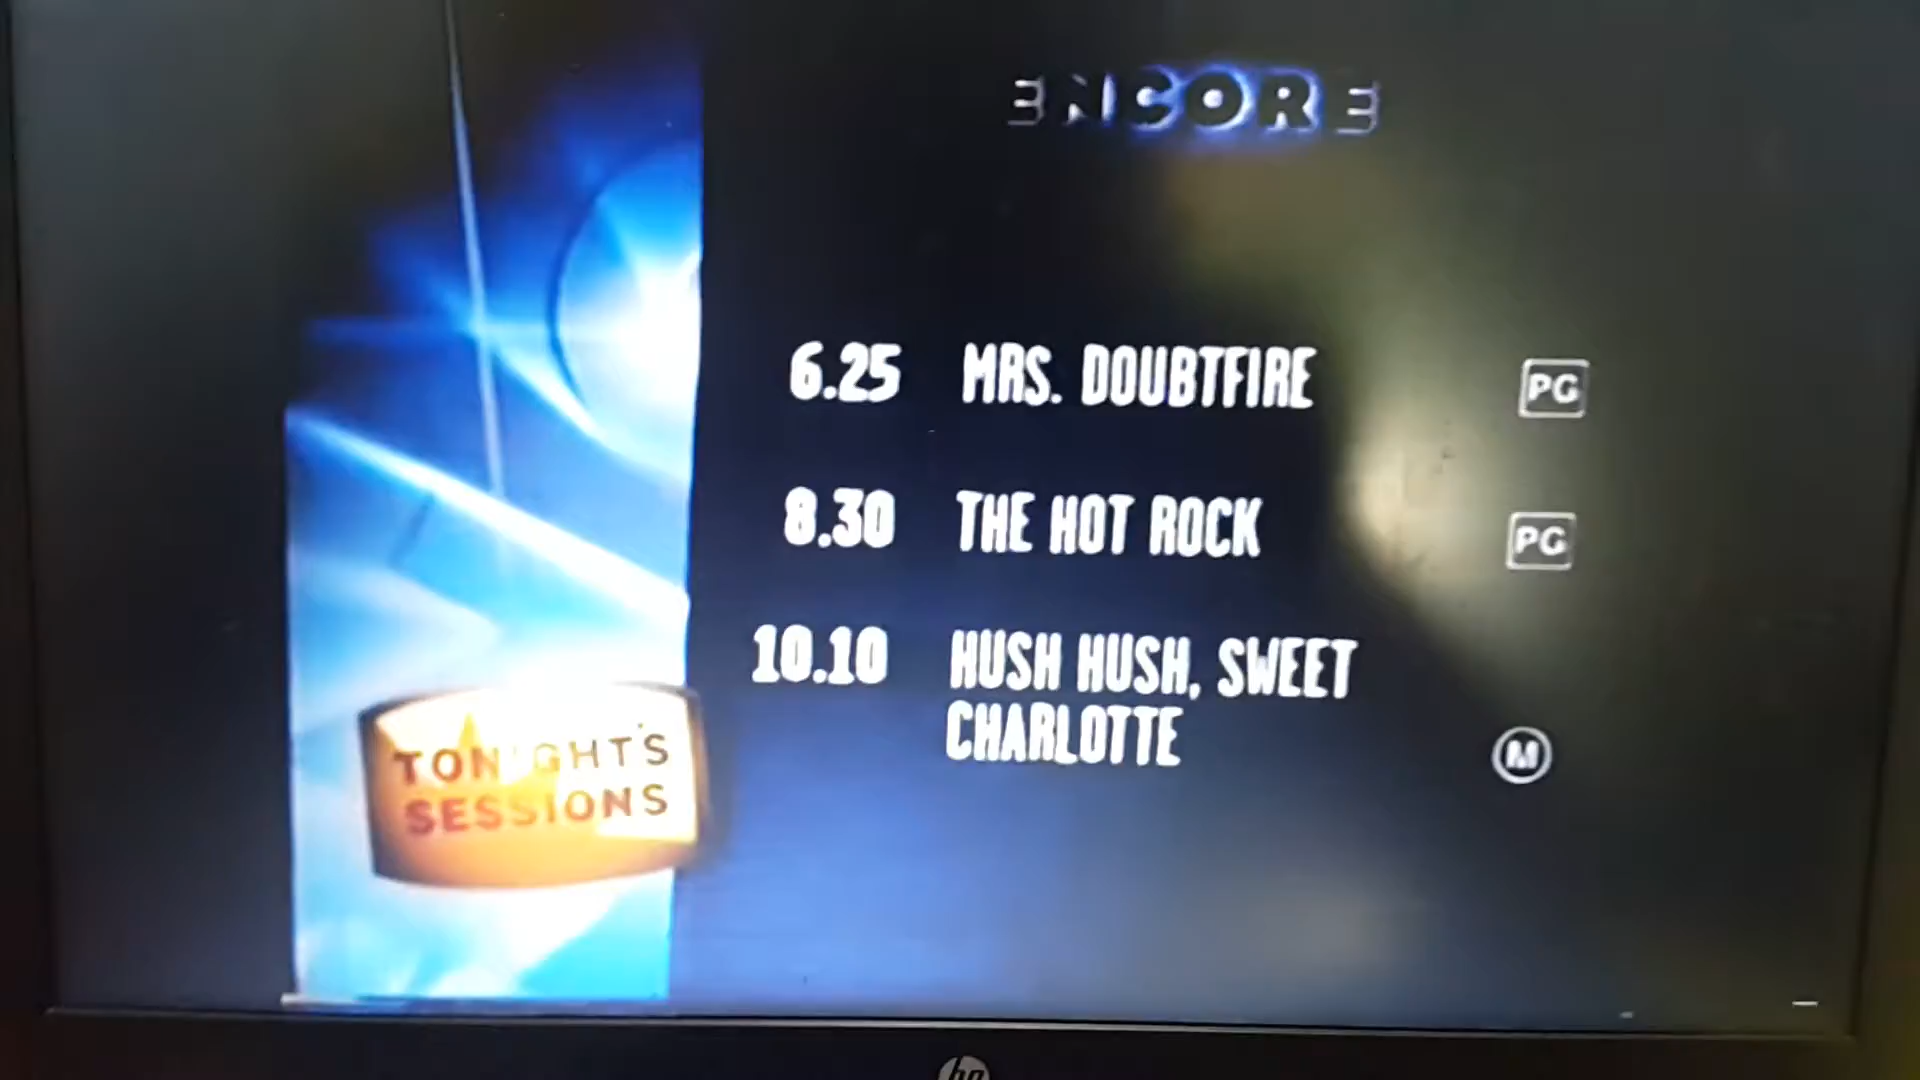 ENCORE
6.25 MRS. DOUBTFIRE PG
8.30 THE HOT ROCK PG
10.10 HUSH HUSH, SWEET
CHARLOTTE M
TONIGHT'S
SESSIONS
hp